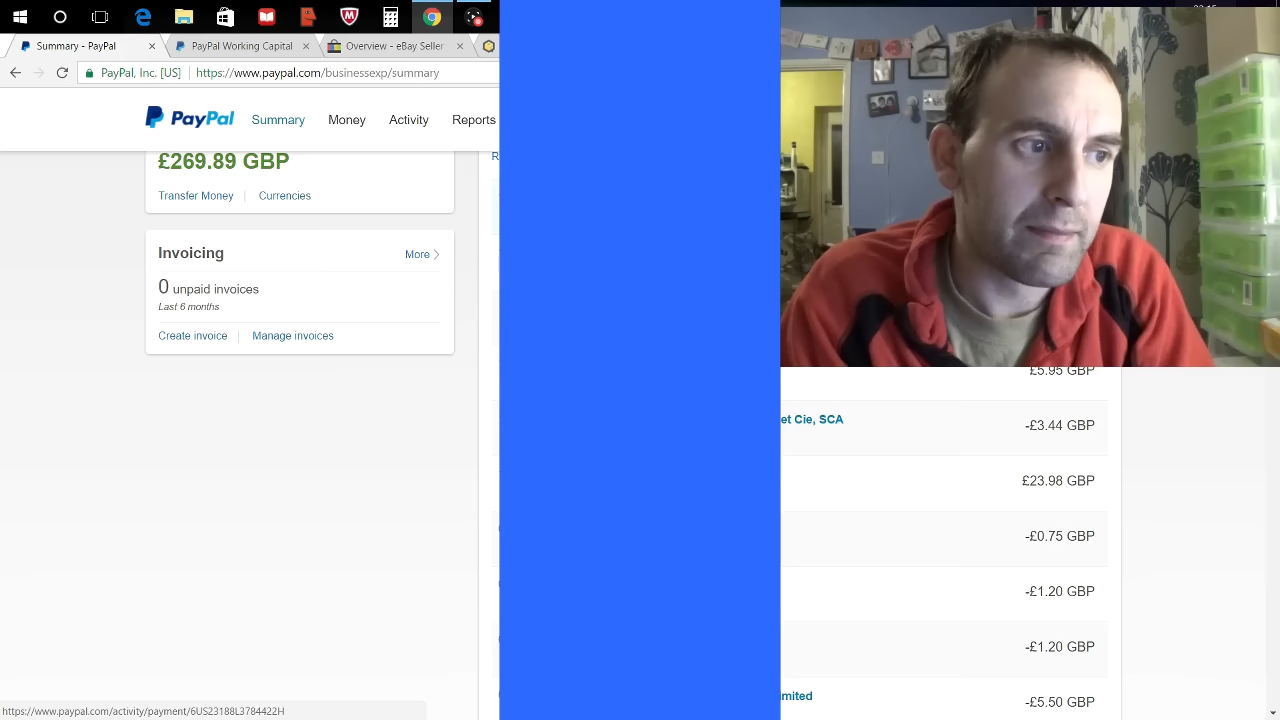 Summary - PayPal
PayPal Working Capital
Overview - eBay Seller
PayPal, Inc. [US] https://www.paypal.com/businessexp/summary
PayPal Summary Money Activity Reports
£269.89 GBP
Transfer Money Currencies
Invoicing More
0 unpaid invoices
Last 6 months
Create invoice Manage invoices
£5.95 GBP
et Cie, SCA -£3.44 GBP
£23.98 GBP
-£0.75 GBP
-£1.20 GBP
-£1.20 GBP
imited -£5.50 GBP
https://www.paypal.com/activity/payment/6US23188L3784422H